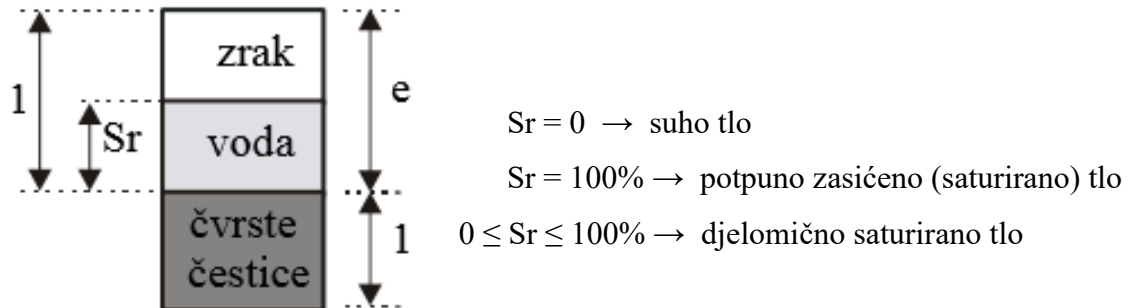 zrak
1
e
Sr
voda
čvrste
čestice
1
Sr = 0 → suho tlo
Sr = 100% → potpuno zasićeno (saturirano) tlo
0 ≤ Sr ≤ 100% → djelomično saturirano tlo